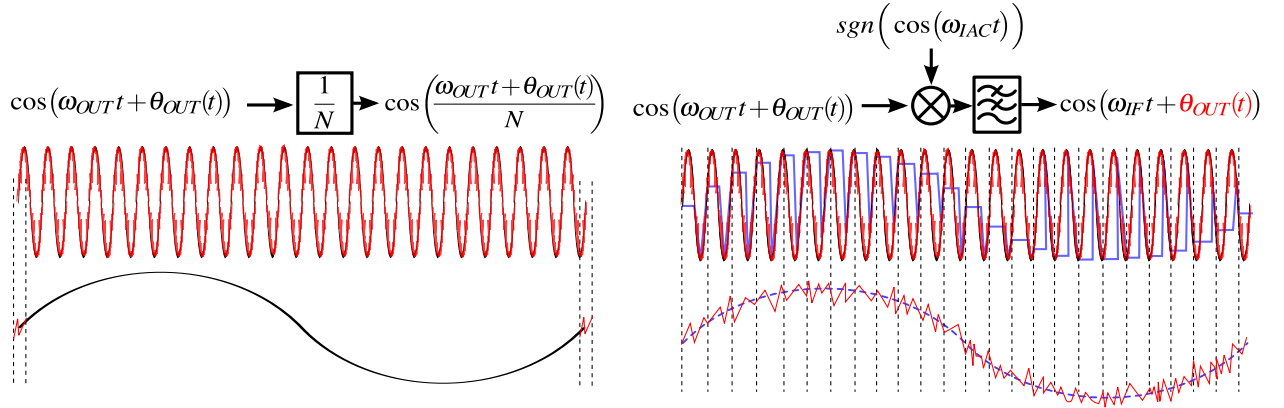 cos(ω_OUT t + θ_OUT(t))
1
N
cos(ω_OUT t + θ_OUT(t)
N)
sgn(cos(ω_IAC t))
cos(ω_OUT t + θ_OUT(t))
cos(ω_IF t + θ_OUT(t))